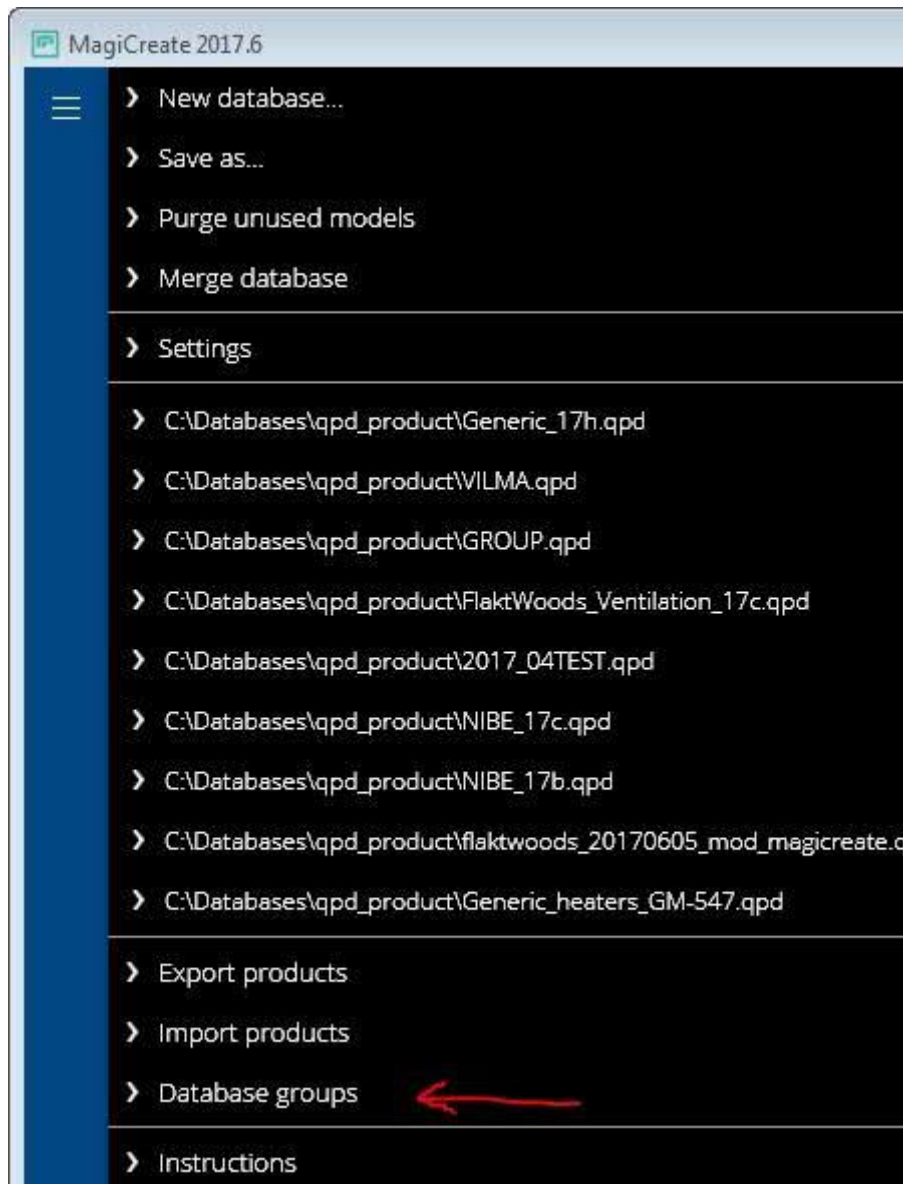 MagiCreate 2017.6
New database...
Save as...
Purge unused models
Merge database
Settings
C:\Databases\qpd_product\Generic_17h.qpd
C:\Databases\qpd_product\VILMA.qpd
C:\Databases\qpd_product\GROUP.qpd
C:\Databases\qpd_product\FlaktWoods_Ventilation_17c.qpd
C:\Databases\qpd_product\2017_04TEST.qpd
C:\Databases\qpd_product\NIBE_17c.qpd
C:\Databases\qpd_product\NIBE_17b.qpd
C:\Databases\qpd_product\flaktwoods_20170605_mod_magicreate.q
C:\Databases\qpd_product\Generic_heaters_GM-547.qpd
Export products
Import products
Database groups
Instructions